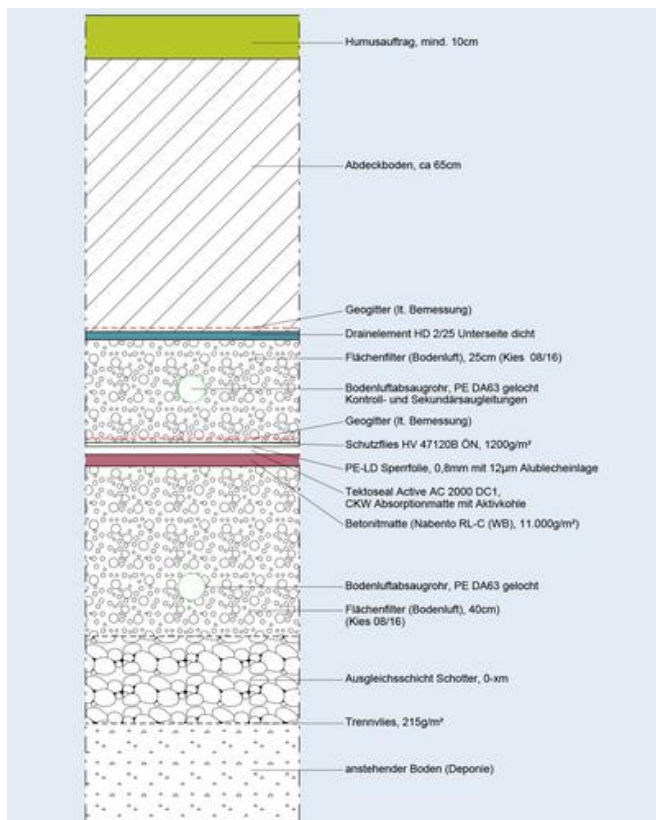 Humusauftrag, mind. 10cm
Abdeckboden, ca 65cm
Geogitter (lt. Bemessung)
Drainelement HD 2/25 Unterseite dicht
Flächenfilter (Bodenluft), 25cm (Kies 08/16)
Bodenluftabsaugrohr, PE DA63 gelocht
Kontroll- und Sekundärsaugleitungen
Geogitter (lt. Bemessung)
Schutzflies HV 47120B ÖN, 1200g/m²
PE-LD Sperrfolie, 0,8mm mit 12µm Alublecheinlage
Tektoseal Active AC 2000 DC1,
CKW Absorptionmatte mit Aktivkohle
Betonitmatte (Nabento RL-C (WB), 11.000g/m²)
Bodenluftabsaugrohr, PE DA63 gelocht
Flächenfilter (Bodenluft), 40cm)
(Kies 08/16)
Ausgleichsschicht Schotter, 0-xm
Trennvlies, 215g/m²
anstehender Boden (Deponie)